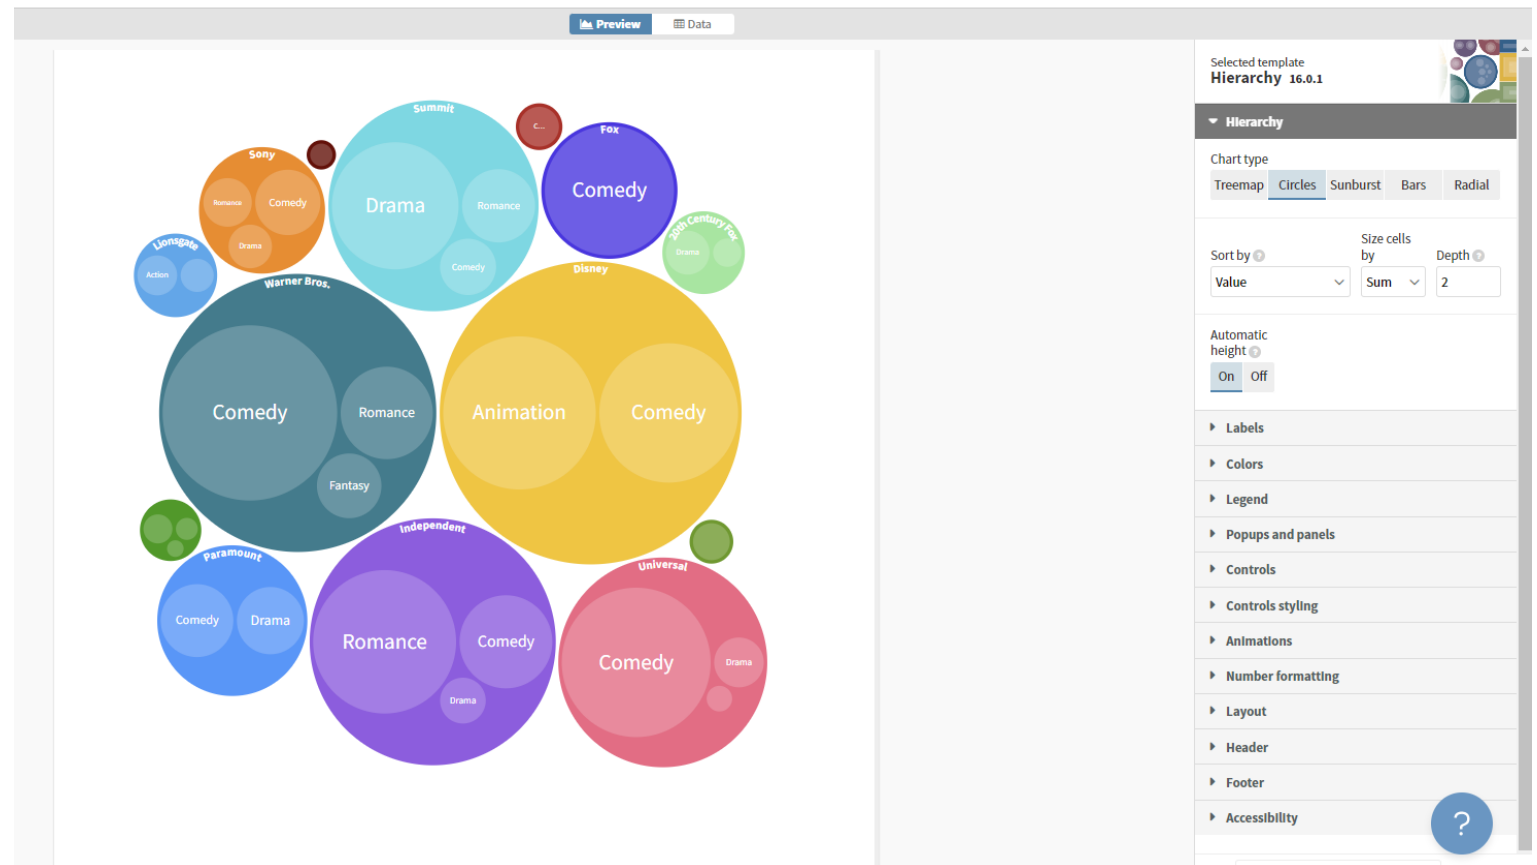 Preview
Data
Summit
Drama
Romance
Comedy
C...
Fox
Comedy
Sony
Romance
Comedy
Drama
20th Century Fox
Drama
Lionsgate
Action
Warner Bros.
Comedy
Romance
Fantasy
Disney
Animation
Comedy
Independent
Romance
Comedy
Drama
Paramount
Comedy
Drama
Universal
Comedy
Drama
Selected template
Hierarchy 16.0.1
Hierarchy
Chart type
Treemap Circles Sunburst Bars Radial
Sort by ?
Value
Size cells
by
Sum
Depth ?
2
Automatic
height ?
On Off
Labels
Colors
Legend
Popups and panels
Controls
Controls styling
Animations
Number formatting
Layout
Header
Footer
Accessibility
?